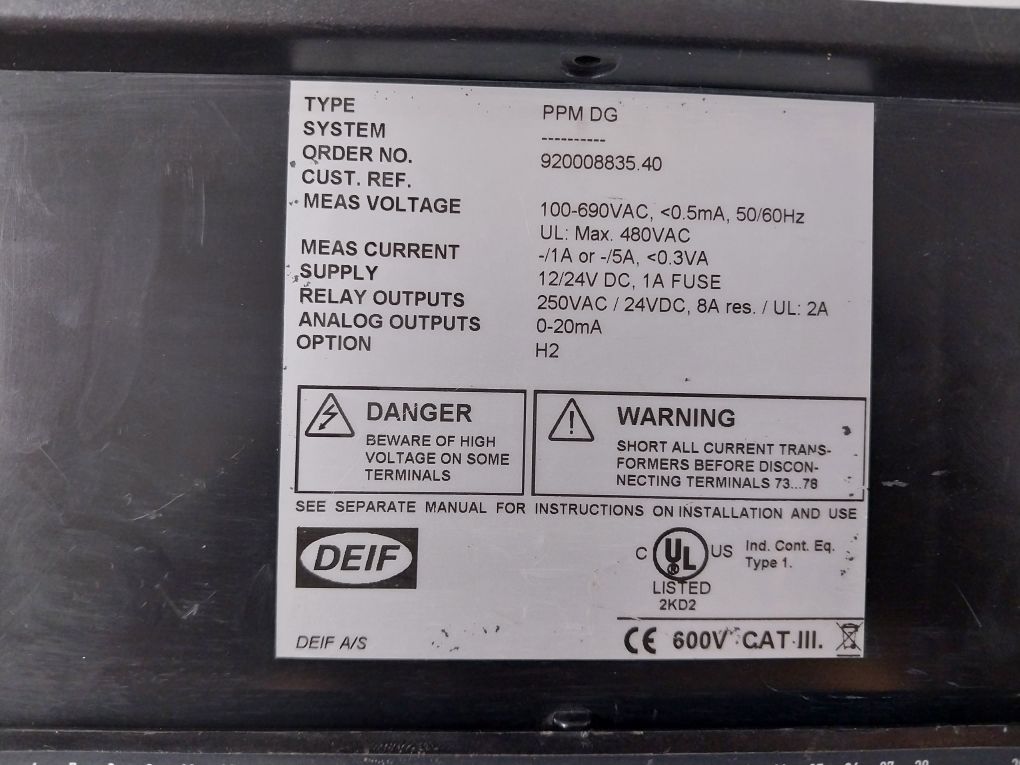 TYPE PPM DG
SYSTEM ----------
ORDER NO. 920008835.40
CUST. REF.
MEAS VOLTAGE 100-690VAC, <0.5mA, 50/60Hz
UL: Max. 480VAC
MEAS CURRENT -/1A or -/5A, <0.3VA
SUPPLY 12/24V DC, 1A FUSE
RELAY OUTPUTS 250VAC / 24VDC, 8A res. / UL: 2A
ANALOG OUTPUTS 0-20mA
OPTION H2
DANGER
BEWARE OF HIGH
VOLTAGE ON SOME
TERMINALS
WARNING
SHORT ALL CURRENT TRANS-
FORMERS BEFORE DISCON-
NECTING TERMINALS 73...78
SEE SEPARATE MANUAL FOR INSTRUCTIONS ON INSTALLATION AND USE
DEIF
C UL US Ind. Cont. Eq.
® Type 1.
LISTED
2KD2
DEIF A/S
CE 600V CAT III.